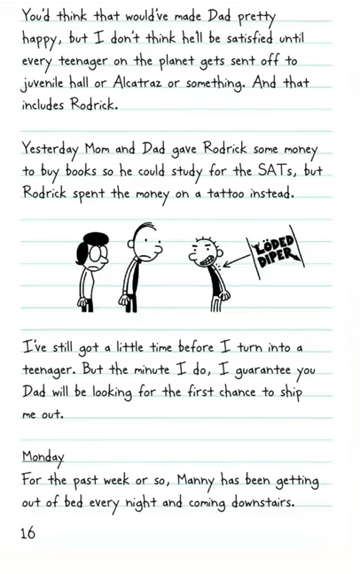 You'd think that would've made Dad pretty
happy, but I don't think he'll be satisfied until
every teenager on the planet gets sent off to
juvenile hall or Alcatraz or something. And that
includes Rodrick.
Yesterday Mom and Dad gave Rodrick some money
to buy books so he could study for the SATs, but
Rodrick spent the money on a tattoo instead.
LÖDED
DIPER
I've still got a little time before I turn into a
teenager. But the minute I do, I guarantee you
Dad will be looking for the first chance to ship
me out.
Monday
For the past week or so, Manny has been getting
out of bed every night and coming downstairs.
16